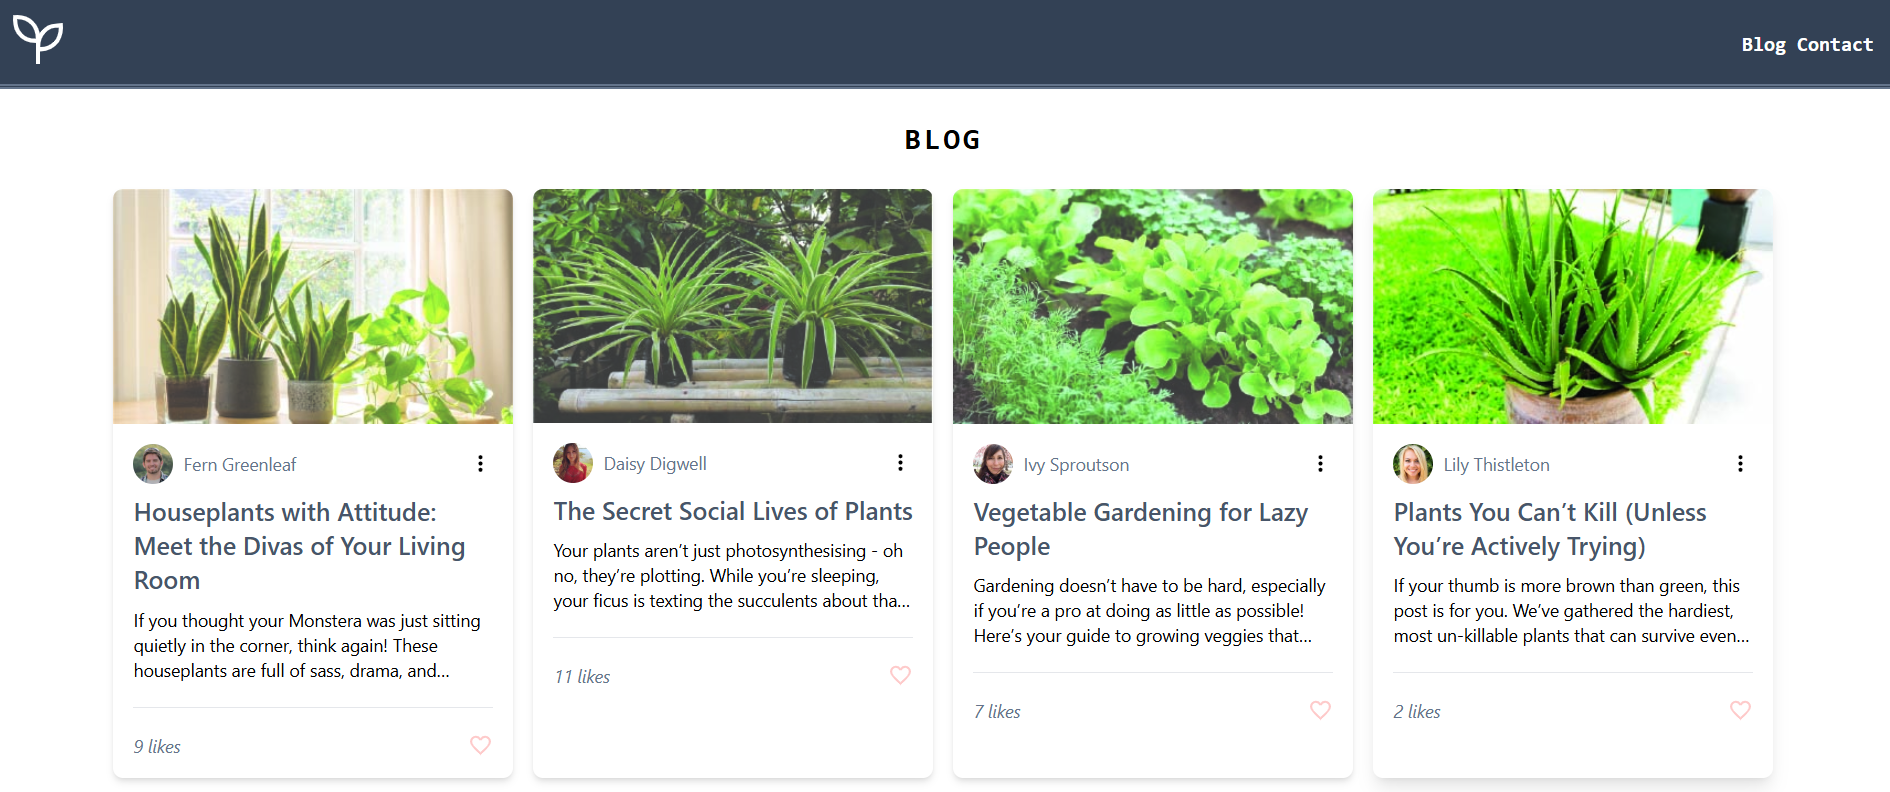 Blog Contact
BLOG
Fern Greenleaf
Houseplants with Attitude:
Meet the Divas of Your Living
Room
If you thought your Monstera was just sitting
quietly in the corner, think again! These
houseplants are full of sass, drama, and...
9 likes
Daisy Digwell
The Secret Social Lives of Plants
Your plants aren’t just photosynthesising - oh
no, they’re plotting. While you’re sleeping,
your ficus is texting the succulents about tha...
11 likes
Ivy Sproutson
Vegetable Gardening for Lazy
People
Gardening doesn’t have to be hard, especially
if you’re a pro at doing as little as possible!
Here’s your guide to growing veggies that...
7 likes
Lily Thistleton
Plants You Can’t Kill (Unless
You’re Actively Trying)
If your thumb is more brown than green, this
post is for you. We’ve gathered the hardiest,
most un-killable plants that can survive even...
2 likes